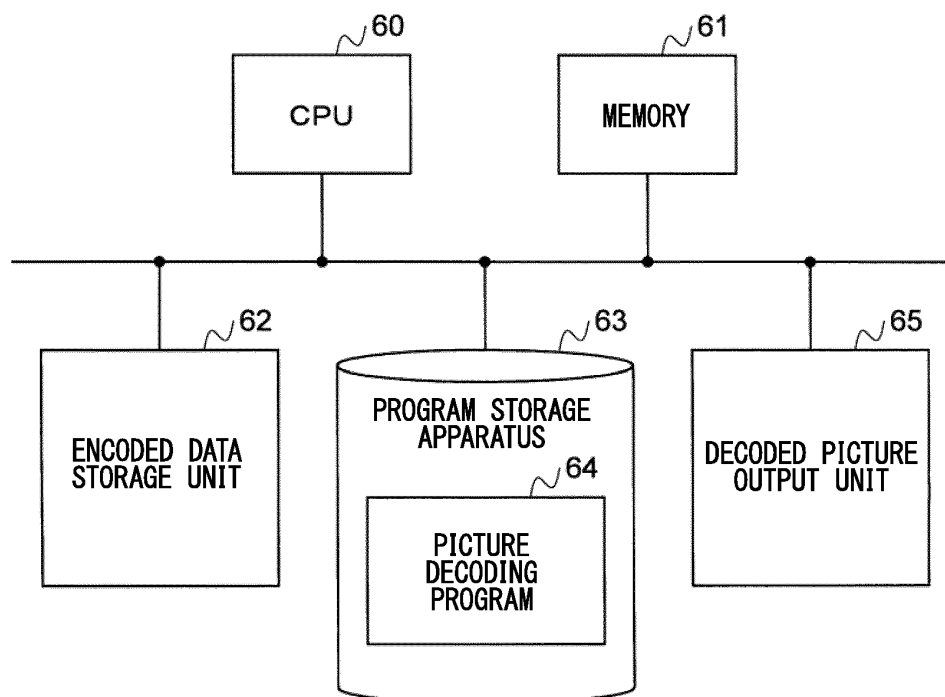 60
CPU
61
MEMORY
62
ENCODED DATA
STORAGE UNIT
63
PROGRAM STORAGE
APPARATUS
64
PICTURE
DECODING
PROGRAM
65
DECODED PICTURE
OUTPUT UNIT